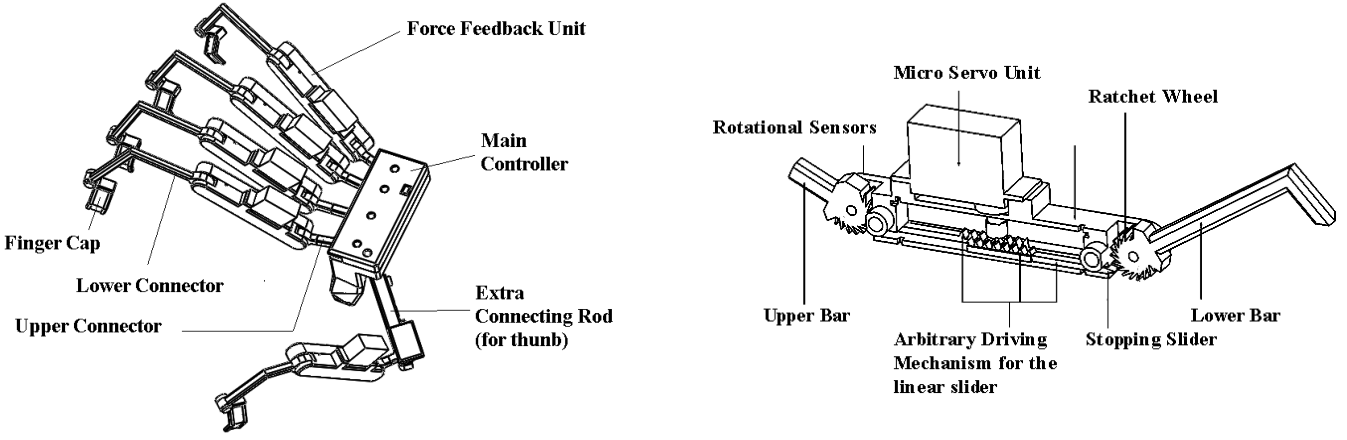 Force Feedback Unit
Main
Controller
Finger Cap
Lower Connector
Upper Connector
Extra
Connecting Rod
(for thunb)
Micro Servo Unit
Ratchet Wheel
Rotational Sensors
Upper Bar
Arbitrary Driving
Mechanism for the
linear slider
Stopping Slider
Lower Bar